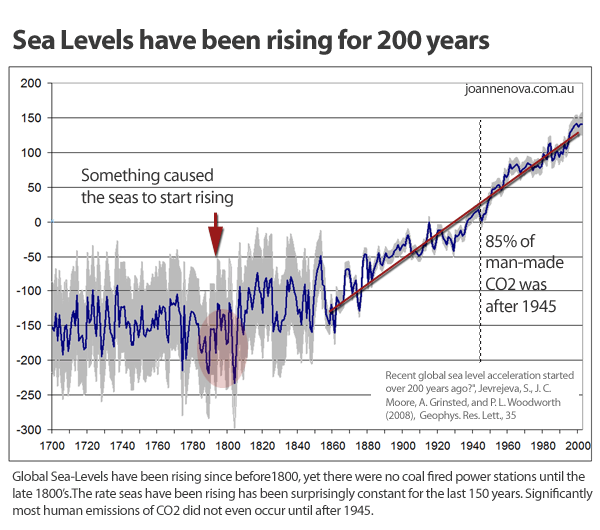 Sea Levels have been rising for 200 years
joannenova.com.au
200
150
100
50
0
-50
-100
-150
-200
-250
-300
Something caused
the seas to start rising
85% of
man-made
CO2 was
after 1945
Recent global sea level acceleration started
over 200 years ago?", Jevrejeva, S., J. C.
Moore, A. Grinsted, and P. L. Woodworth
(2008), Geophys. Res. Lett., 35
1700 1720 1740 1760 1780 1800 1820 1840 1860 1880 1900 1920 1940 1960 1980 2000
Global Sea-Levels have been rising since before1800, yet there were no coal fired power stations until the
late 1800's.The rate seas have been rising has been surprisingly constant for the last 150 years. Significantly
most human emissions of CO2 did not even occur until after 1945.